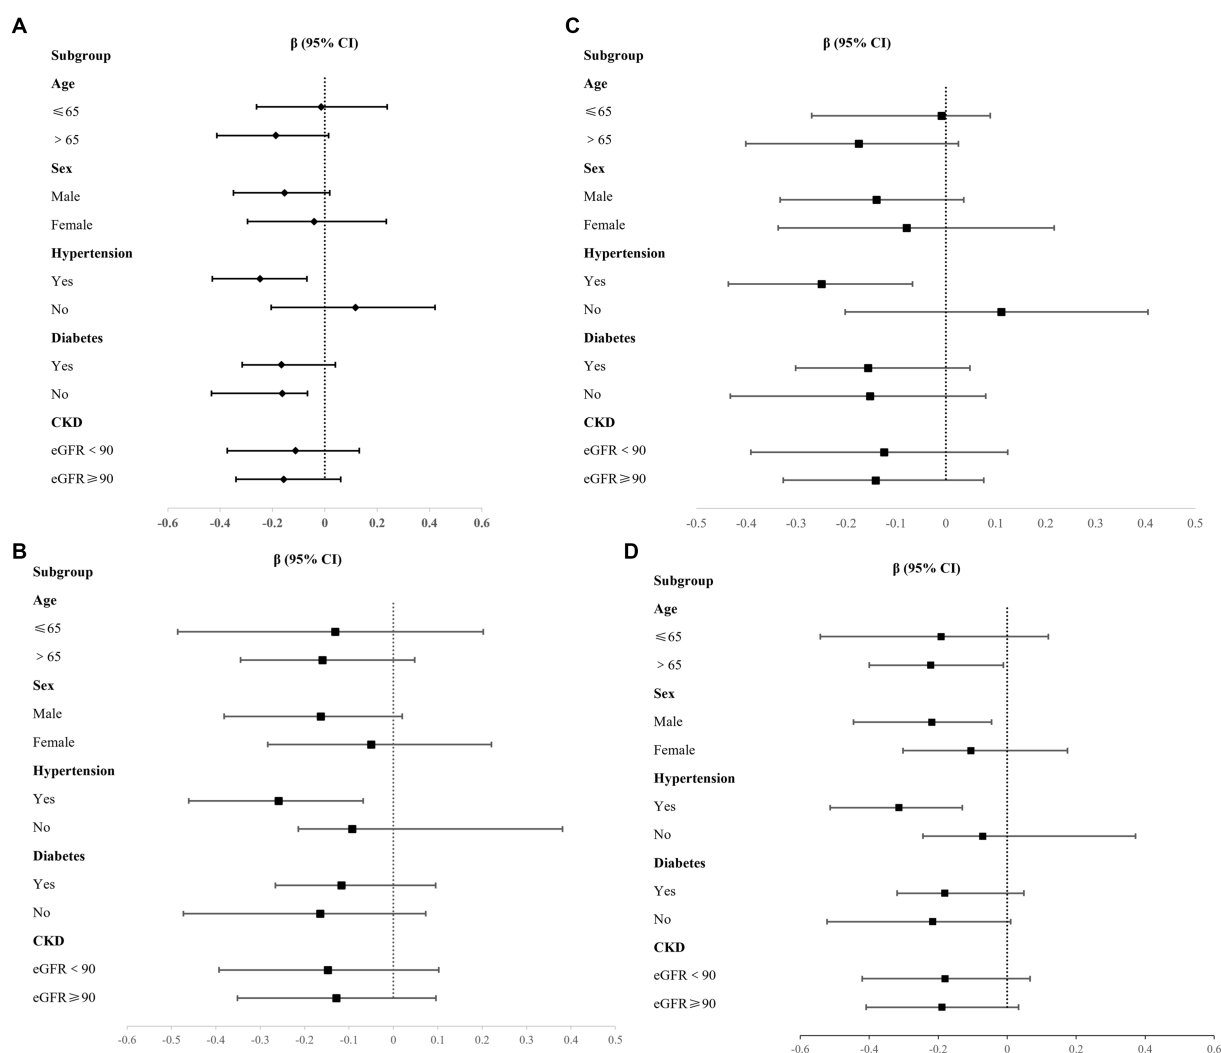 A
β (95% CI)
Subgroup
Age
≤65
> 65
Sex
Male
Female
Hypertension
Yes
No
Diabetes
Yes
No
CKD
eGFR < 90
eGFR≥90
-0.6 -0.4 -0.2 0 0.2 0.4 0.6
B
β (95% CI)
Subgroup
Age
≤65
> 65
Sex
Male
Female
Hypertension
Yes
No
Diabetes
Yes
No
CKD
eGFR < 90
eGFR≥90
-0.6 -0.5 -0.4 -0.3 -0.2 -0.1 0 0.1 0.2 0.3 0.4 0.5
C
β (95% CI)
Subgroup
Age
≤65
> 65
Sex
Male
Female
Hypertension
Yes
No
Diabetes
Yes
No
CKD
eGFR < 90
eGFR≥90
-0.5 -0.4 -0.3 -0.2 -0.1 0 0.1 0.2 0.3 0.4 0.5
D
β (95% CI)
Subgroup
Age
≤65
> 65
Sex
Male
Female
Hypertension
Yes
No
Diabetes
Yes
No
CKD
eGFR < 90
eGFR≥90
-0.6 -0.4 -0.2 0 0.2 0.4 0.6